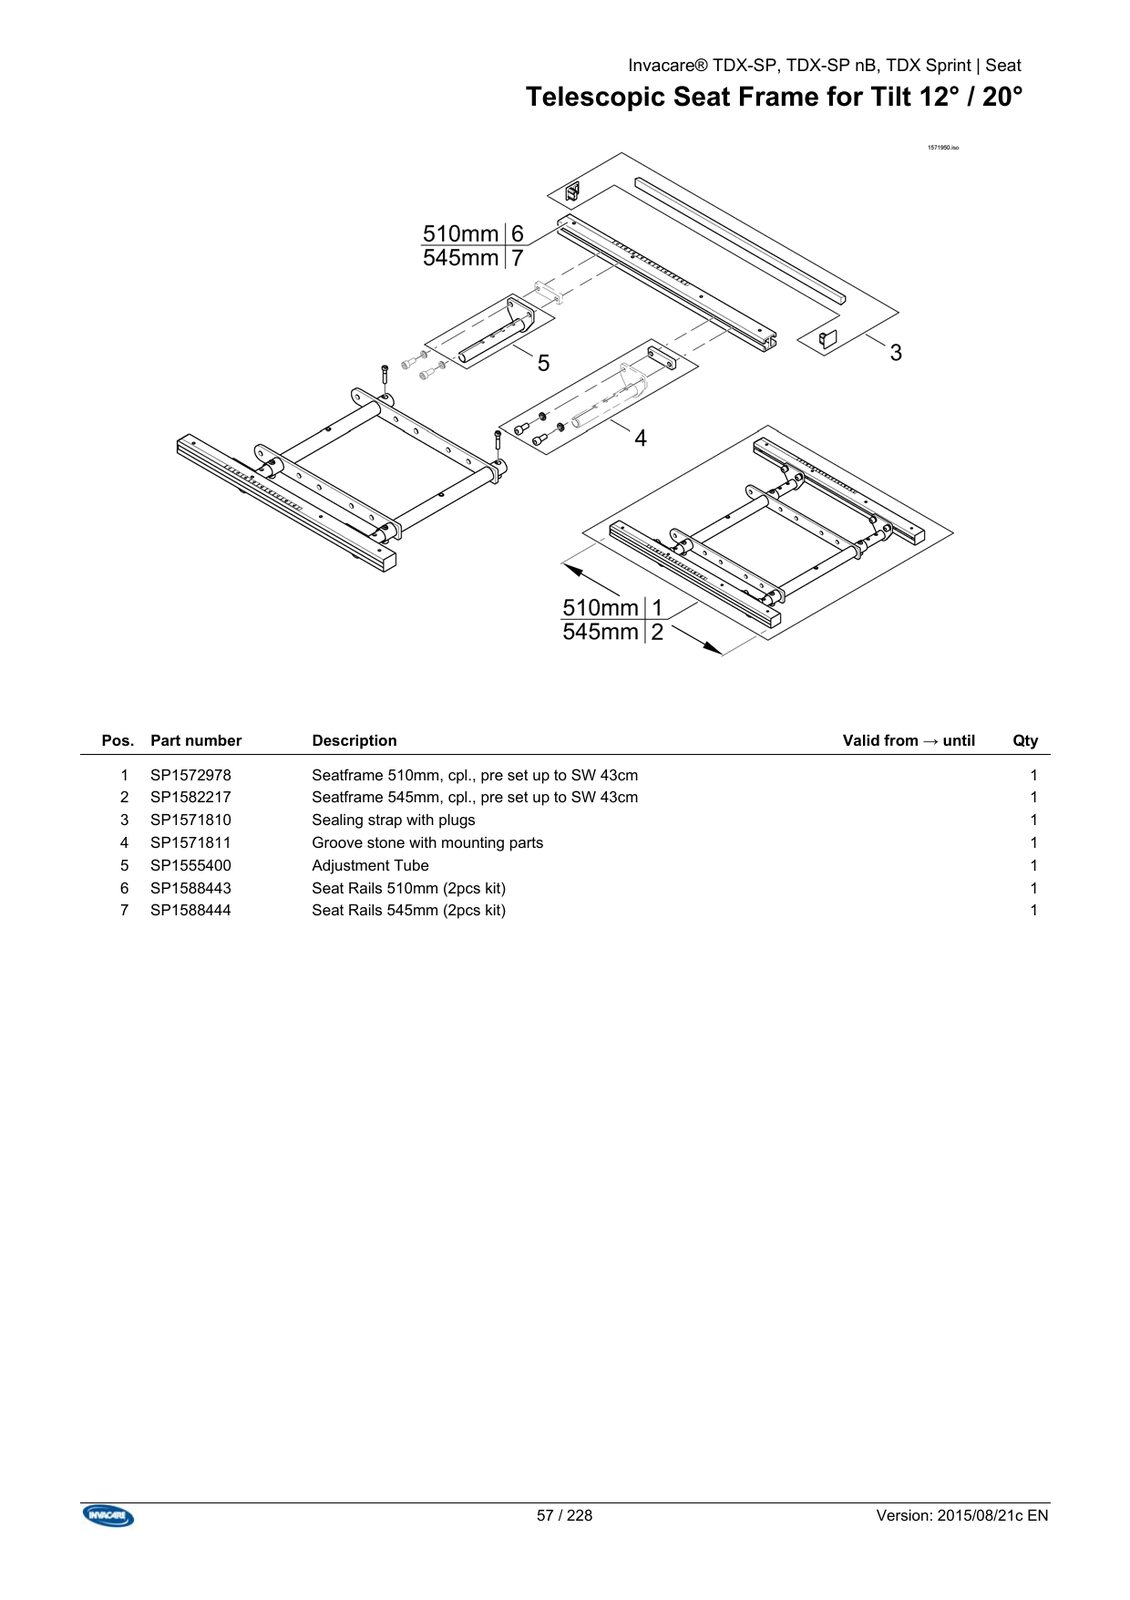 Invacare® TDX-SP, TDX-SP nB, TDX Sprint | Seat
Telescopic Seat Frame for Tilt 12° / 20°
1571950.iso
510mm 6
545mm 7
3
5
4
510mm 1
545mm 2
Pos. Part number Description Valid from → until Qty
1 SP1572978 Seatframe 510mm, cpl., pre set up to SW 43cm 1
2 SP1582217 Seatframe 545mm, cpl., pre set up to SW 43cm 1
3 SP1571810 Sealing strap with plugs 1
4 SP1571811 Groove stone with mounting parts 1
5 SP1555400 Adjustment Tube 1
6 SP1588443 Seat Rails 510mm (2pcs kit) 1
7 SP1588444 Seat Rails 545mm (2pcs kit) 1
INVACARE 57 / 228 Version: 2015/08/21c EN